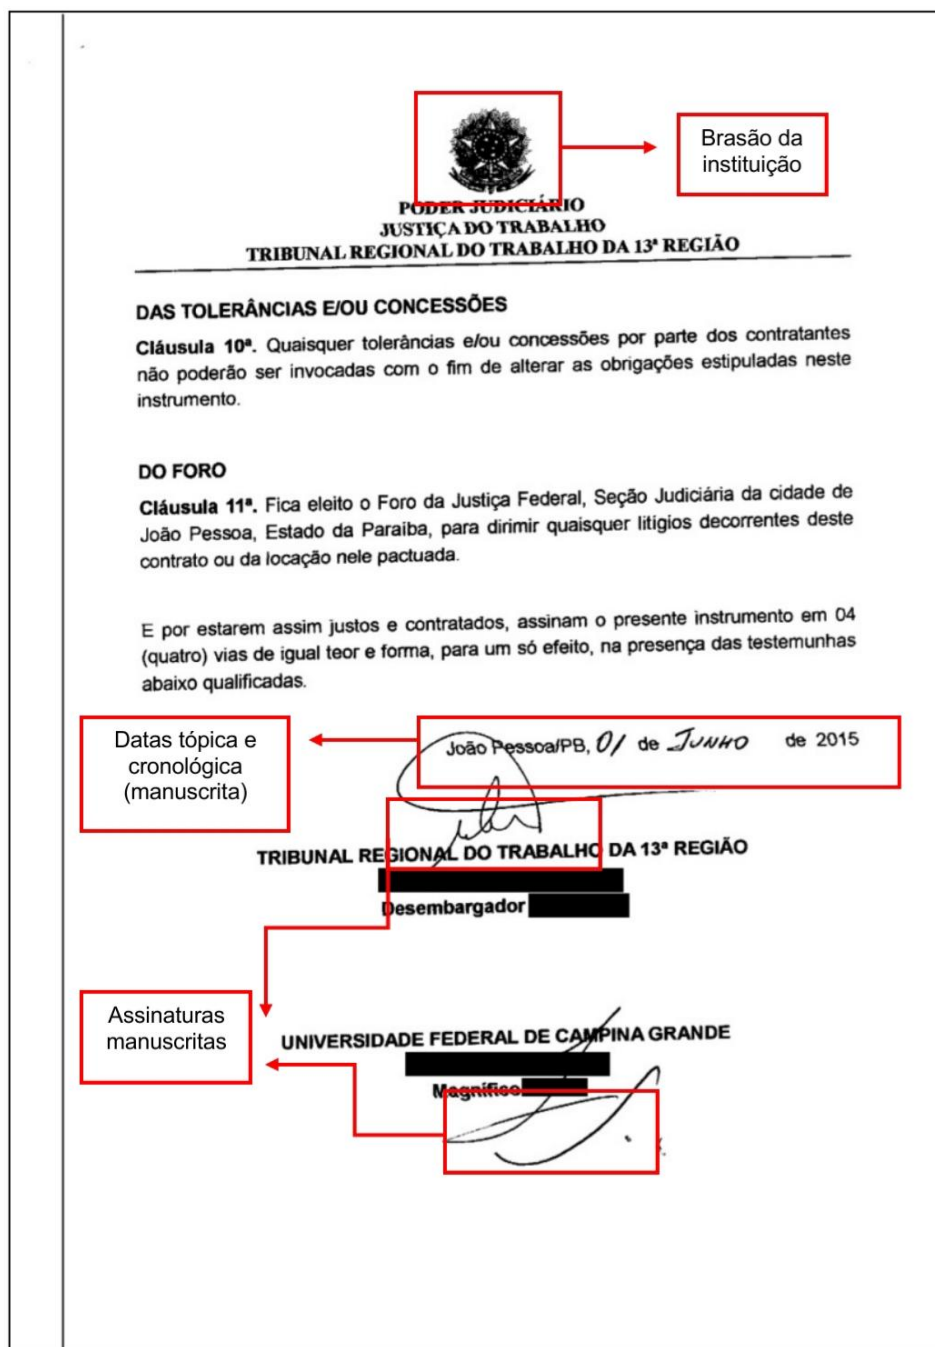 Brasão da
instituição
PODER JUDICIÁRIO
JUSTIÇA DO TRABALHO
TRIBUNAL REGIONAL DO TRABALHO DA 13ª REGIÃO
DAS TOLERÂNCIAS E/OU CONCESSÕES
Cláusula 10ª. Quaisquer tolerâncias e/ou concessões por parte dos contratantes
não poderão ser invocadas com o fim de alterar as obrigações estipuladas neste
instrumento.
DO FORO
Cláusula 11ª. Fica eleito o Foro da Justiça Federal, Seção Judiciária da cidade de
João Pessoa, Estado da Paraiba, para dirimir quaisquer litígios decorrentes deste
contrato ou da locação nele pactuada.
E por estarem assim justos e contratados, assinam o presente instrumento em 04
(quatro) vias de igual teor e forma, para um só efeito, na presença das testemunhas
abaixo qualificadas.
Datas tópica e
cronológica
(manuscrita)
João Pessoa/PB, 01 de JUNHO de 2015
TRIBUNAL REGIONAL DO TRABALHO DA 13ª REGIÃO
Desembargador
Assinaturas
manuscritas
UNIVERSIDADE FEDERAL DE CAMPINA GRANDE
Magnífico